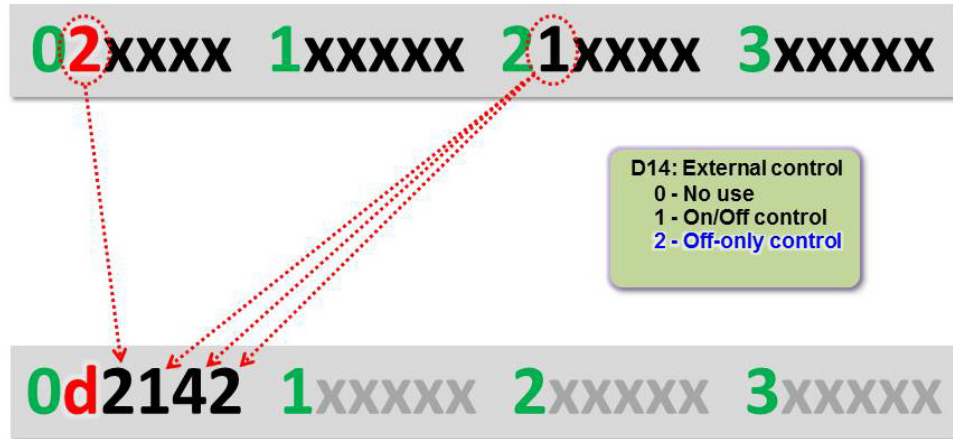 02xxxx 1xxxxx 21xxxx 3xxxxx
D14: External control
0 - No use
1 - On/Off control
2 - Off-only control
0d2142 1xxxxx 2xxxxx 3xxxxx